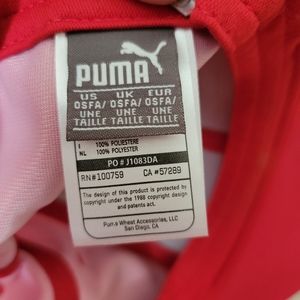 PUMA
US UK EUR
OSFA/ OSFA/ OSFA/
UNE UNE UNE
TAILLE TAILLE TAILLE
100% POLIESTERE
NL 100% POLYESTER
PO # J1083DA
RN#100759 CA #57289
The design of this product is protected by
copyright under the 1988 copyright design
and patents act.
Puma Wheat Accessories, LLC
San Diego, CA